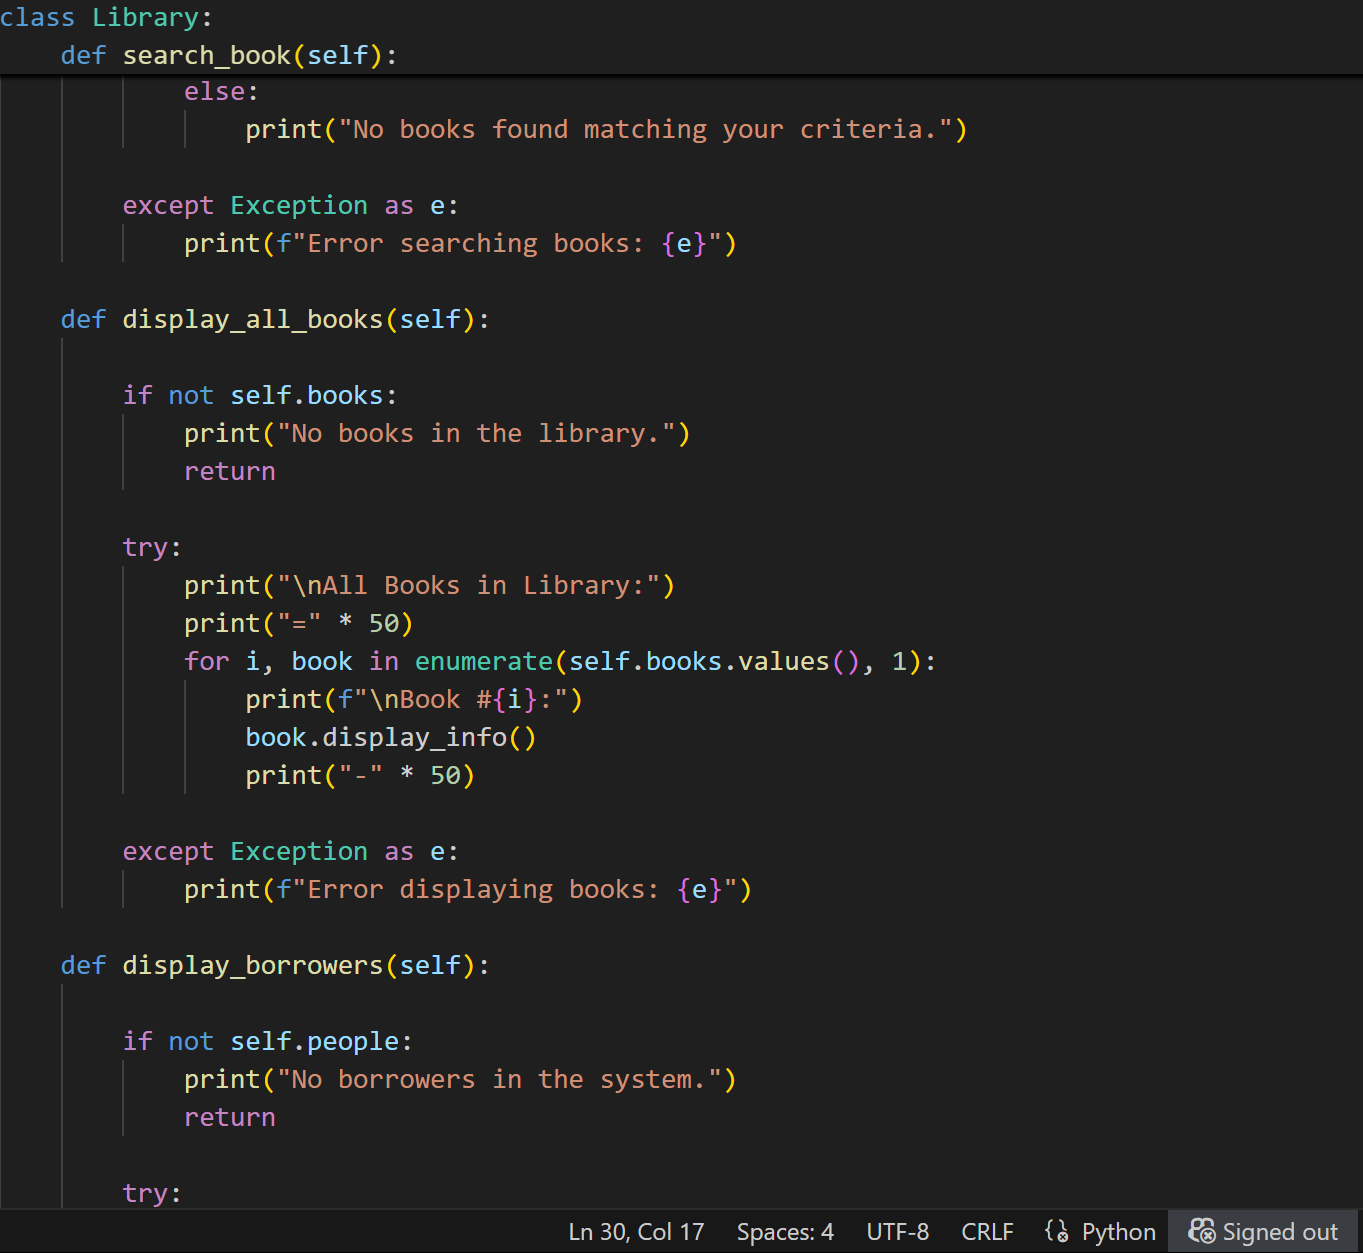 class Library:
    def search_book(self):
            else:
                print("No books found matching your criteria.")
        except Exception as e:
            print(f"Error searching books: {e}")
    def display_all_books(self):
        if not self.books:
            print("No books in the library.")
            return
        try:
            print("\nAll Books in Library:")
            print("=" * 50)
            for i, book in enumerate(self.books.values(), 1):
                print(f"\nBook #{i}:")
                book.display_info()
                print("-" * 50)
        except Exception as e:
            print(f"Error displaying books: {e}")
    def display_borrowers(self):
        if not self.people:
            print("No borrowers in the system.")
            return
        try:
Ln 30, Col 17 Spaces: 4 UTF-8 CRLF Python Signed out